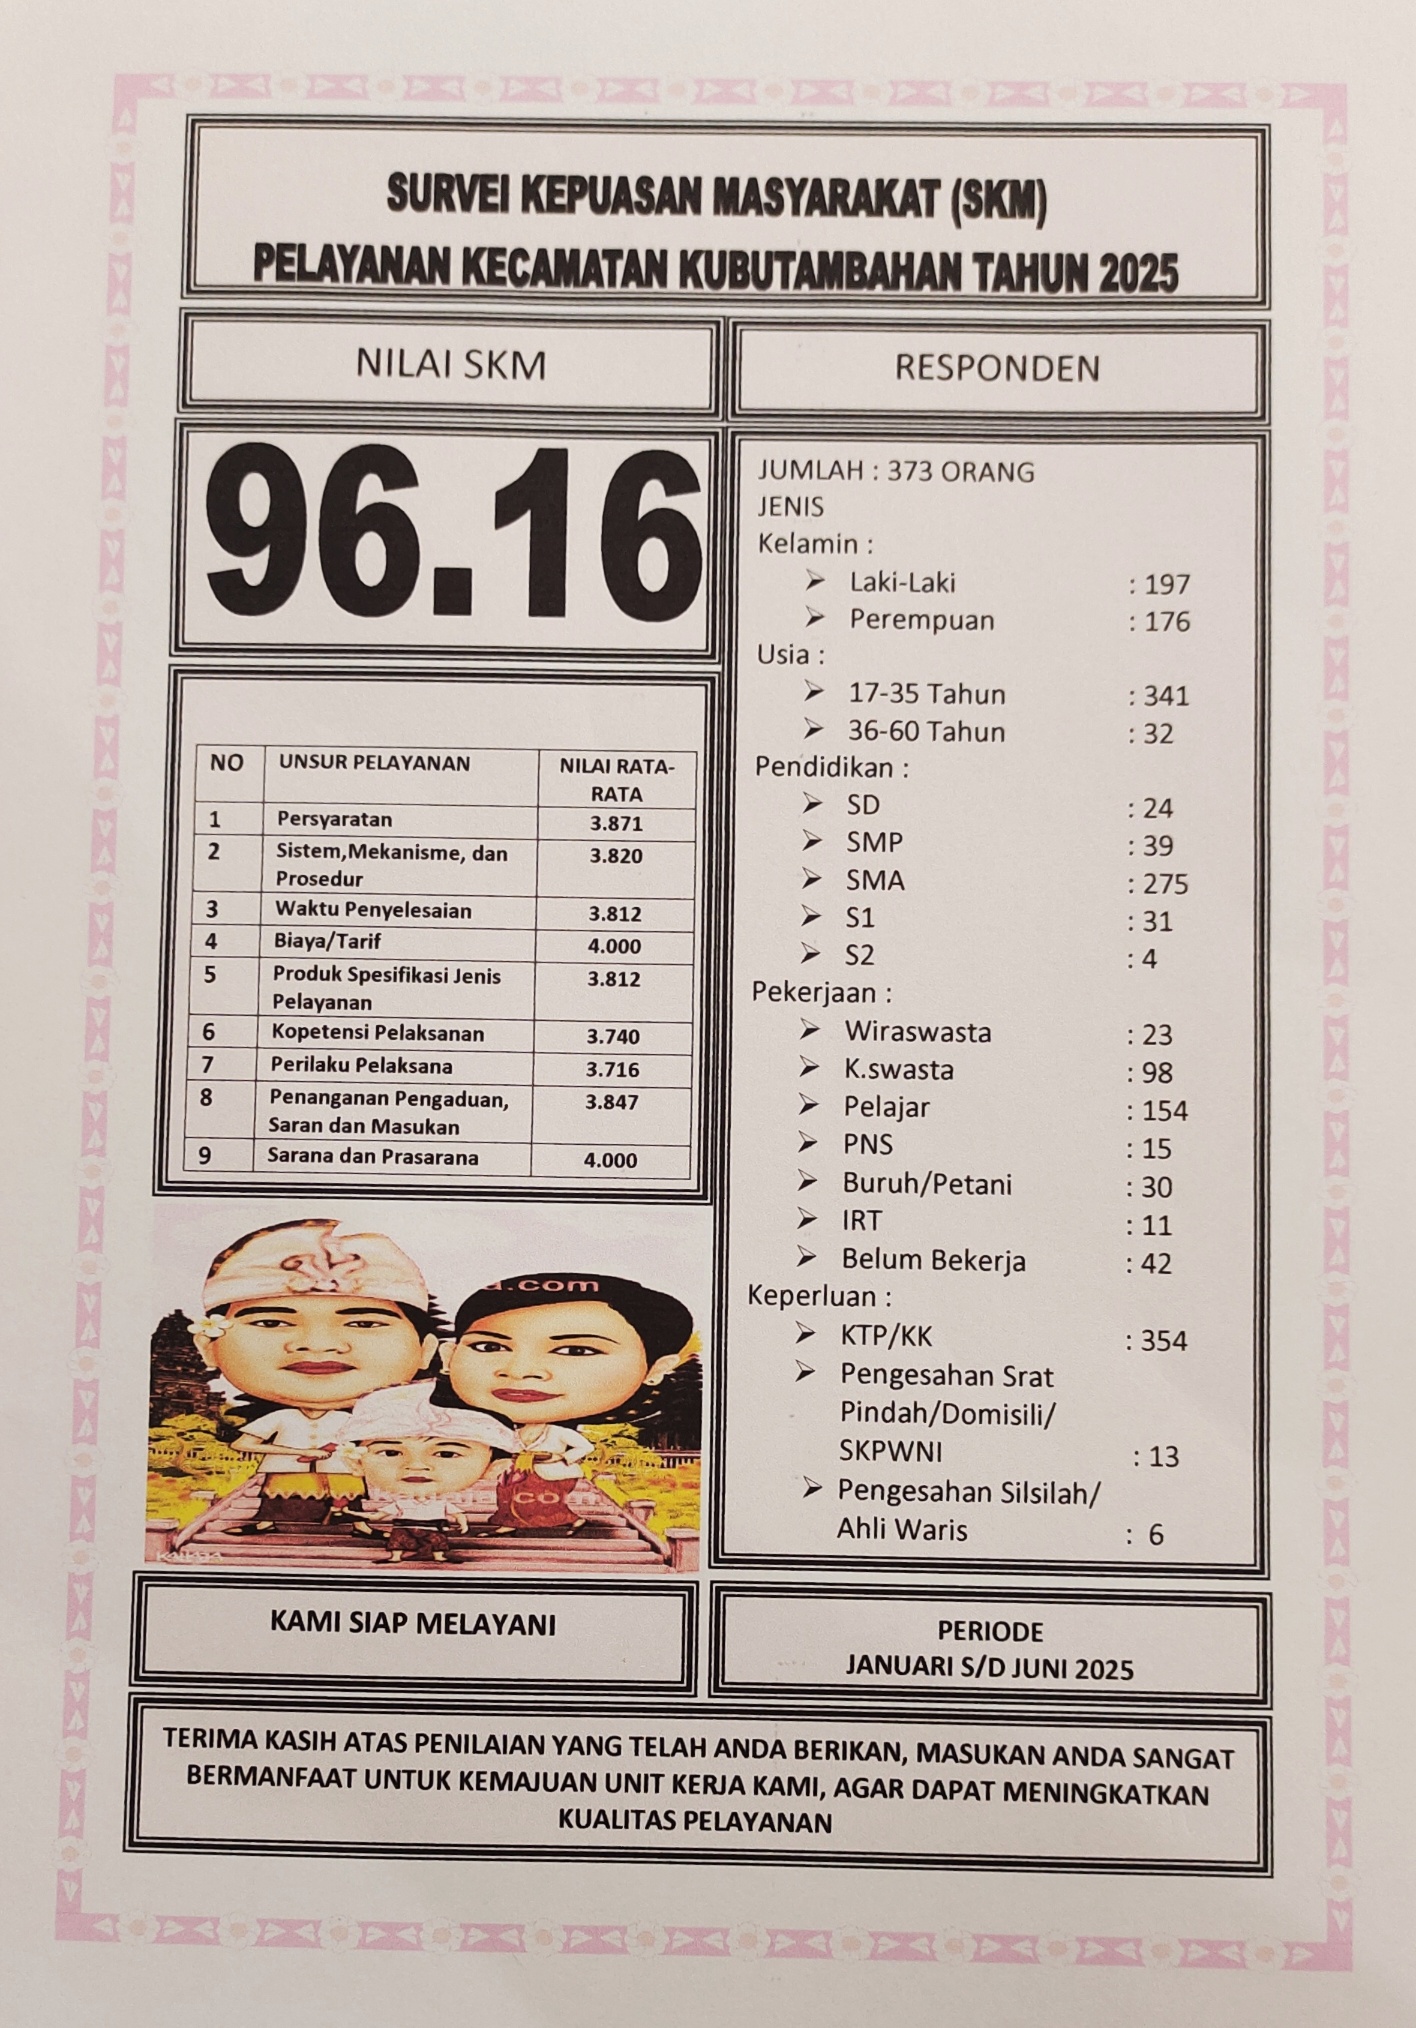 SURVEI KEPUASAN MASYARAKAT (SKM)
PELAYANAN KECAMATAN KUBUTAMBAHAN TAHUN 2025
NILAI SKM
96.16
NO UNSUR PELAYANAN NILAI RATA-
RATA
1 Persyaratan 3.871
2 Sistem,Mekanisme, dan 3.820
Prosedur
3 Waktu Penyelesaian 3.812
4 Biaya/Tarif 4.000
5 Produk Spesifikasi Jenis 3.812
Pelayanan
6 Kopetensi Pelaksanan 3.740
7 Perilaku Pelaksana 3.716
8 Penanganan Pengaduan, 3.847
Saran dan Masukan
9 Sarana dan Prasarana 4.000
.com
.com
RESPONDEN
JUMLAH : 373 ORANG
JENIS
Kelamin :
➢ Laki-Laki : 197
➢ Perempuan : 176
Usia :
➢ 17-35 Tahun : 341
➢ 36-60 Tahun : 32
Pendidikan :
➢ SD : 24
➢ SMP : 39
➢ SMA : 275
➢ S1 : 31
➢ S2 : 4
Pekerjaan :
➢ Wiraswasta : 23
➢ K.swasta : 98
➢ Pelajar : 154
➢ PNS : 15
➢ Buruh/Petani : 30
➢ IRT : 11
➢ Belum Bekerja : 42
Keperluan :
➢ KTP/KK : 354
➢ Pengesahan Srat
Pindah/Domisili/
SKPWNI : 13
➢ Pengesahan Silsilah/
Ahli Waris : 6
KAMI SIAP MELAYANI
PERIODE
JANUARI S/D JUNI 2025
TERIMA KASIH ATAS PENILAIAN YANG TELAH ANDA BERIKAN, MASUKAN ANDA SANGAT
BERMANFAAT UNTUK KEMAJUAN UNIT KERJA KAMI, AGAR DAPAT MENINGKATKAN
KUALITAS PELAYANAN